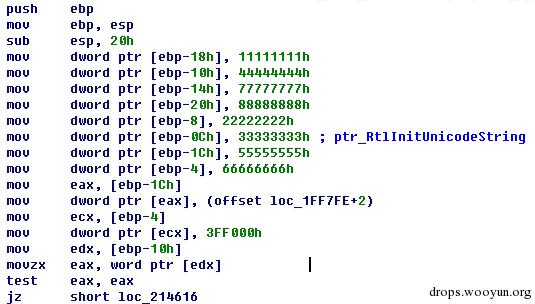 push ebp
mov ebp, esp
sub esp, 20h
mov dword ptr [ebp-18h], 11111111h
mov dword ptr [ebp-10h], 44444444h
mov dword ptr [ebp-14h], 77777777h
mov dword ptr [ebp-20h], 88888888h
mov dword ptr [ebp-8], 22222222h
mov dword ptr [ebp-0Ch], 33333333h ; ptr_RtlInitUnicodeString
mov dword ptr [ebp-1Ch], 55555555h
mov dword ptr [ebp-4], 66666666h
mov eax, [ebp-1Ch]
mov dword ptr [eax], (offset loc_1FF7FE+2)
mov ecx, [ebp-4]
mov dword ptr [ecx], 3FF000h
mov edx, [ebp-10h]
movzx eax, word ptr [edx]
test eax, eax
jz short loc_214616
drops.wooyun.org